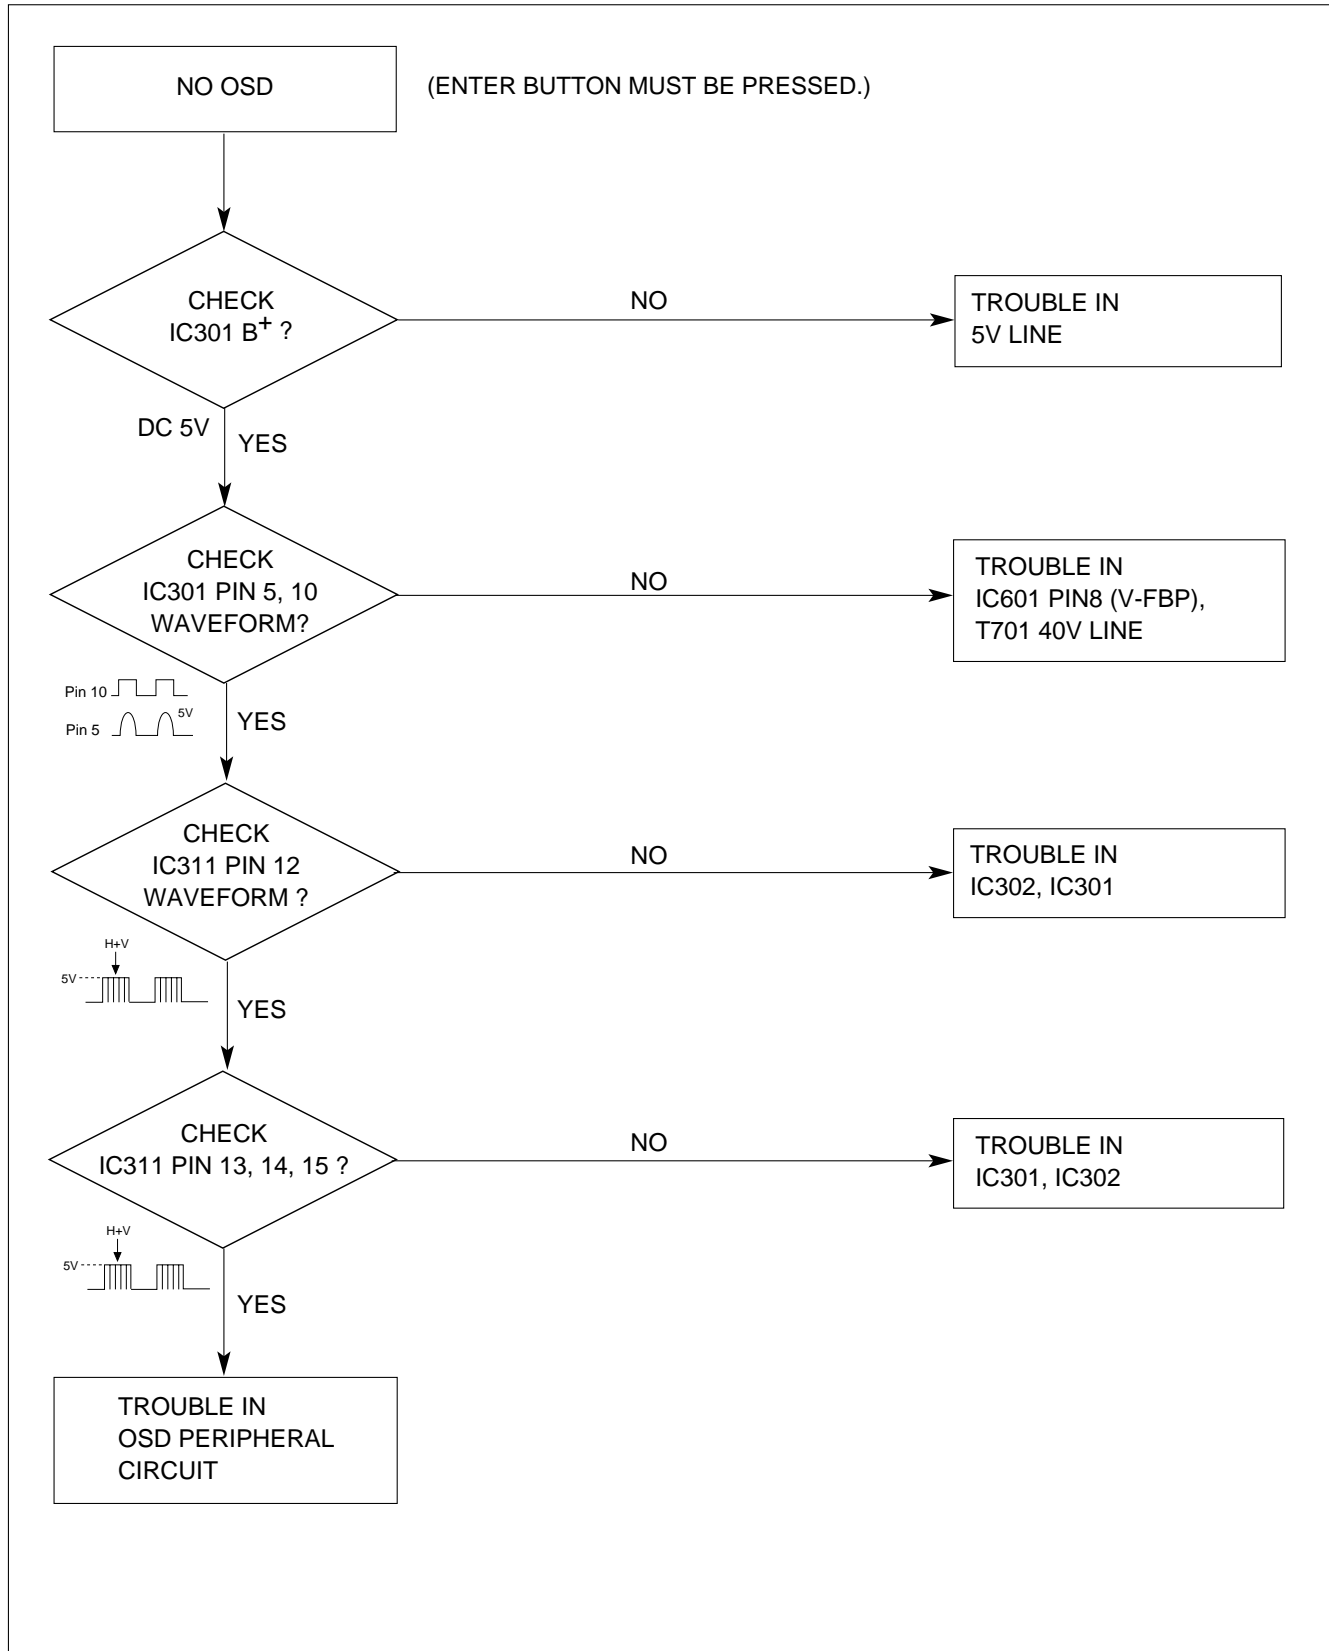 NO OSD
(ENTER BUTTON MUST BE PRESSED.)
CHECK
IC301 B+ ?
NO
TROUBLE IN
5V LINE
DC 5V
YES
CHECK
IC301 PIN 5, 10
WAVEFORM?
NO
TROUBLE IN
IC601 PIN8 (V-FBP),
T701 40V LINE
Pin 10
Pin 5
5V
YES
CHECK
IC311 PIN 12
WAVEFORM ?
NO
TROUBLE IN
IC302, IC301
H+V
5V
YES
CHECK
IC311 PIN 13, 14, 15 ?
NO
TROUBLE IN
IC301, IC302
H+V
5V
YES
TROUBLE IN
OSD PERIPHERAL
CIRCUIT